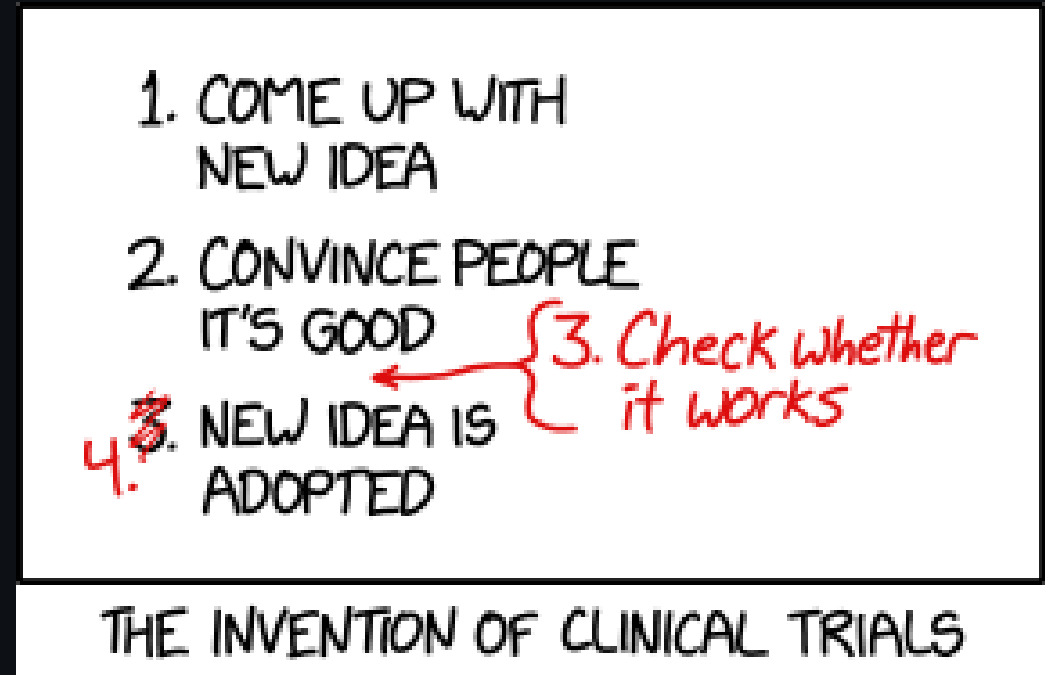 1. COME UP WITH
NEW IDEA
2. CONVINCE PEOPLE
IT'S GOOD
3. Check whether
it works
4. 3. NEW IDEA IS
ADOPTED
THE INVENTION OF CLINICAL TRIALS